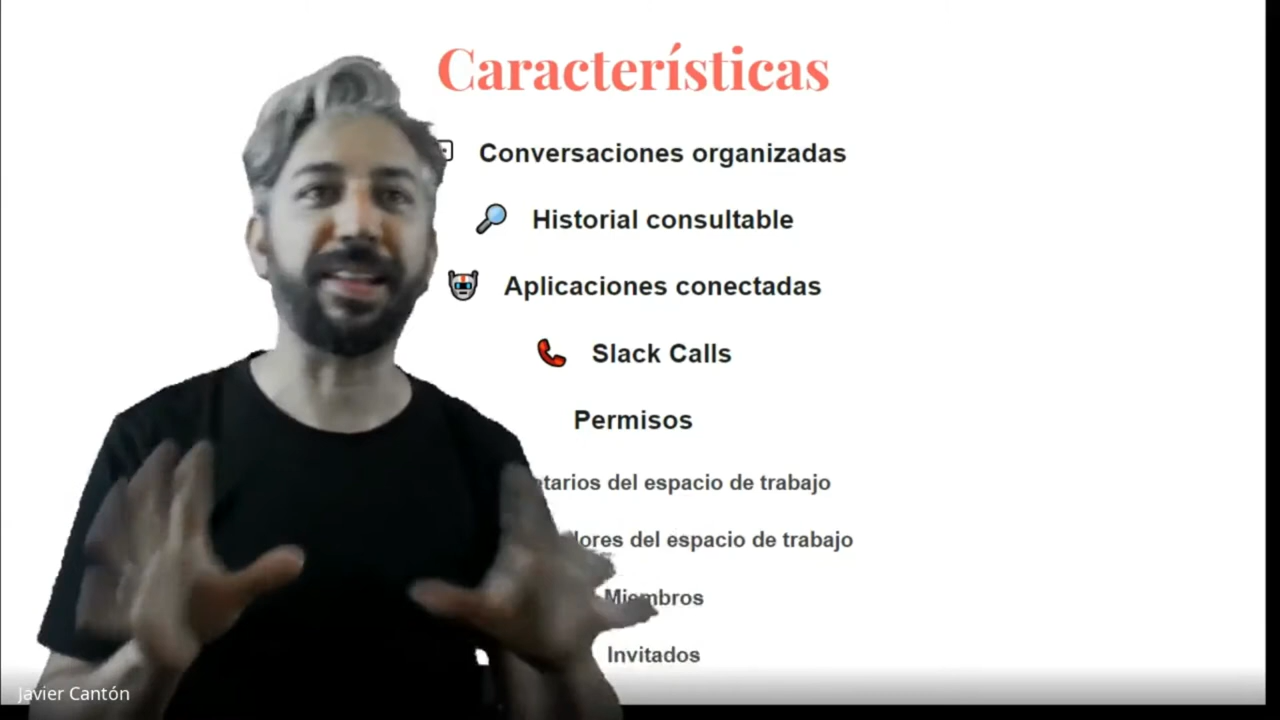 Características
Conversaciones organizadas
Historial consultable
Aplicaciones conectadas
Slack Calls
Permisos
del espacio de trabajo
del espacio de trabajo
Miembros
Invitados
Javier Cantón